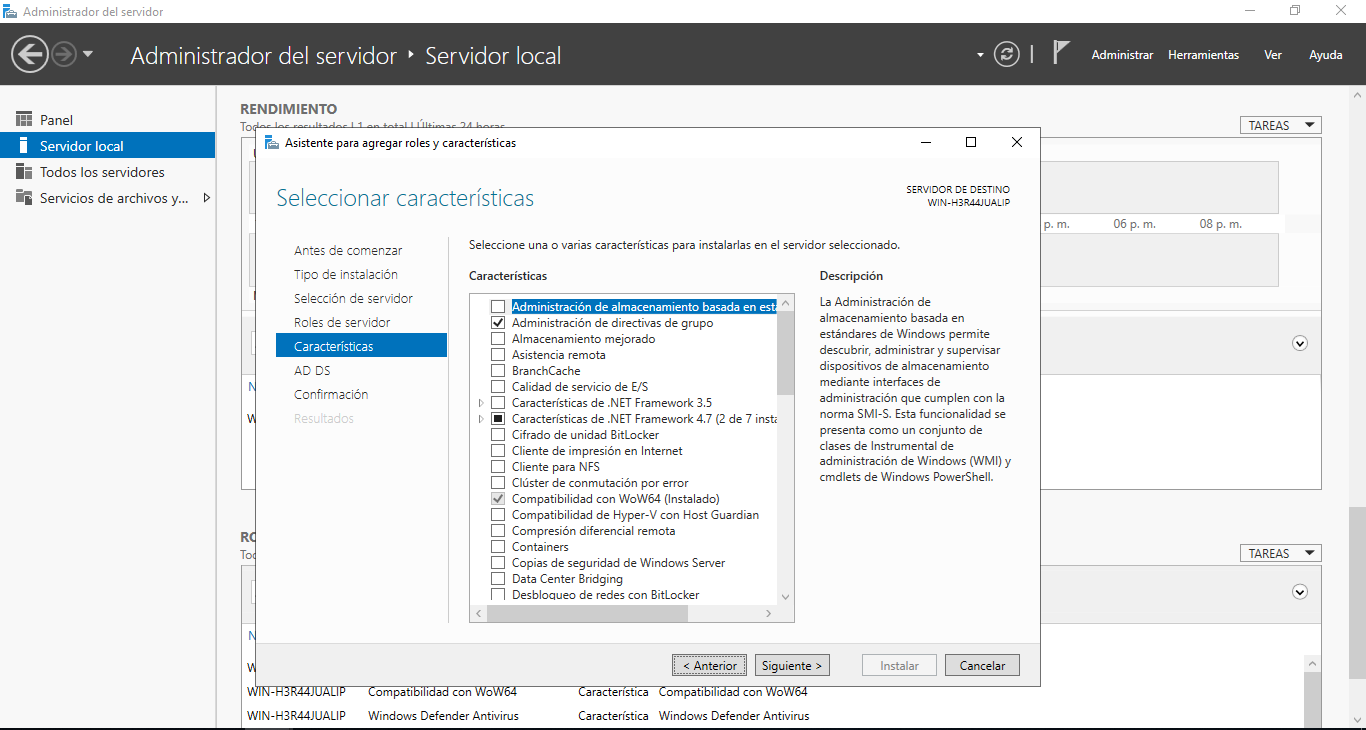 Administrador del servidor
Administrador del servidor ‣ Servidor local
Administrar Herramientas Ver Ayuda
Panel
Servidor local
Todos los servidores
Servicios de archivos y...
RENDIMIENTO
Todos los resultados | 1 en total | Últimas 24 horas
TAREAS
p. m. 06 p. m. 08 p. m.
Asistente para agregar roles y características
Seleccionar características
SERVIDOR DE DESTINO
WIN-H3R44JUALIP
Antes de comenzar
Tipo de instalación
Selección de servidor
Roles de servidor
Características
AD DS
Confirmación
Resultados
Seleccione una o varias características para instalarlas en el servidor seleccionado.
Características
Administración de almacenamiento basada en está
Administración de directivas de grupo
Almacenamiento mejorado
Asistencia remota
BranchCache
Calidad de servicio de E/S
Características de .NET Framework 3.5
Características de .NET Framework 4.7 (2 de 7 insta
Cifrado de unidad BitLocker
Cliente de impresión en Internet
Cliente para NFS
Clúster de conmutación por error
Compatibilidad con WoW64 (Instalado)
Compatibilidad de Hyper-V con Host Guardian
Compresión diferencial remota
Containers
Copias de seguridad de Windows Server
Data Center Bridging
Desbloqueo de redes con BitLocker
Descripción
La Administración de
almacenamiento basada en
estándares de Windows permite
descubrir, administrar y supervisar
dispositivos de almacenamiento
mediante interfaces de
administración que cumplen con la
norma SMI-S. Esta funcionalidad se
presenta como un conjunto de
clases de Instrumental de
administración de Windows (WMI) y
cmdlets de Windows PowerShell.
< Anterior Siguiente > Instalar Cancelar
RO
Toc
TAREAS
N
W
N
W
WIN-H3R44JUALIP Compatibilidad con WoW64 Característica Compatibilidad con WoW64
WIN-H3R44JUALIP Windows Defender Antivirus Característica Windows Defender Antivirus